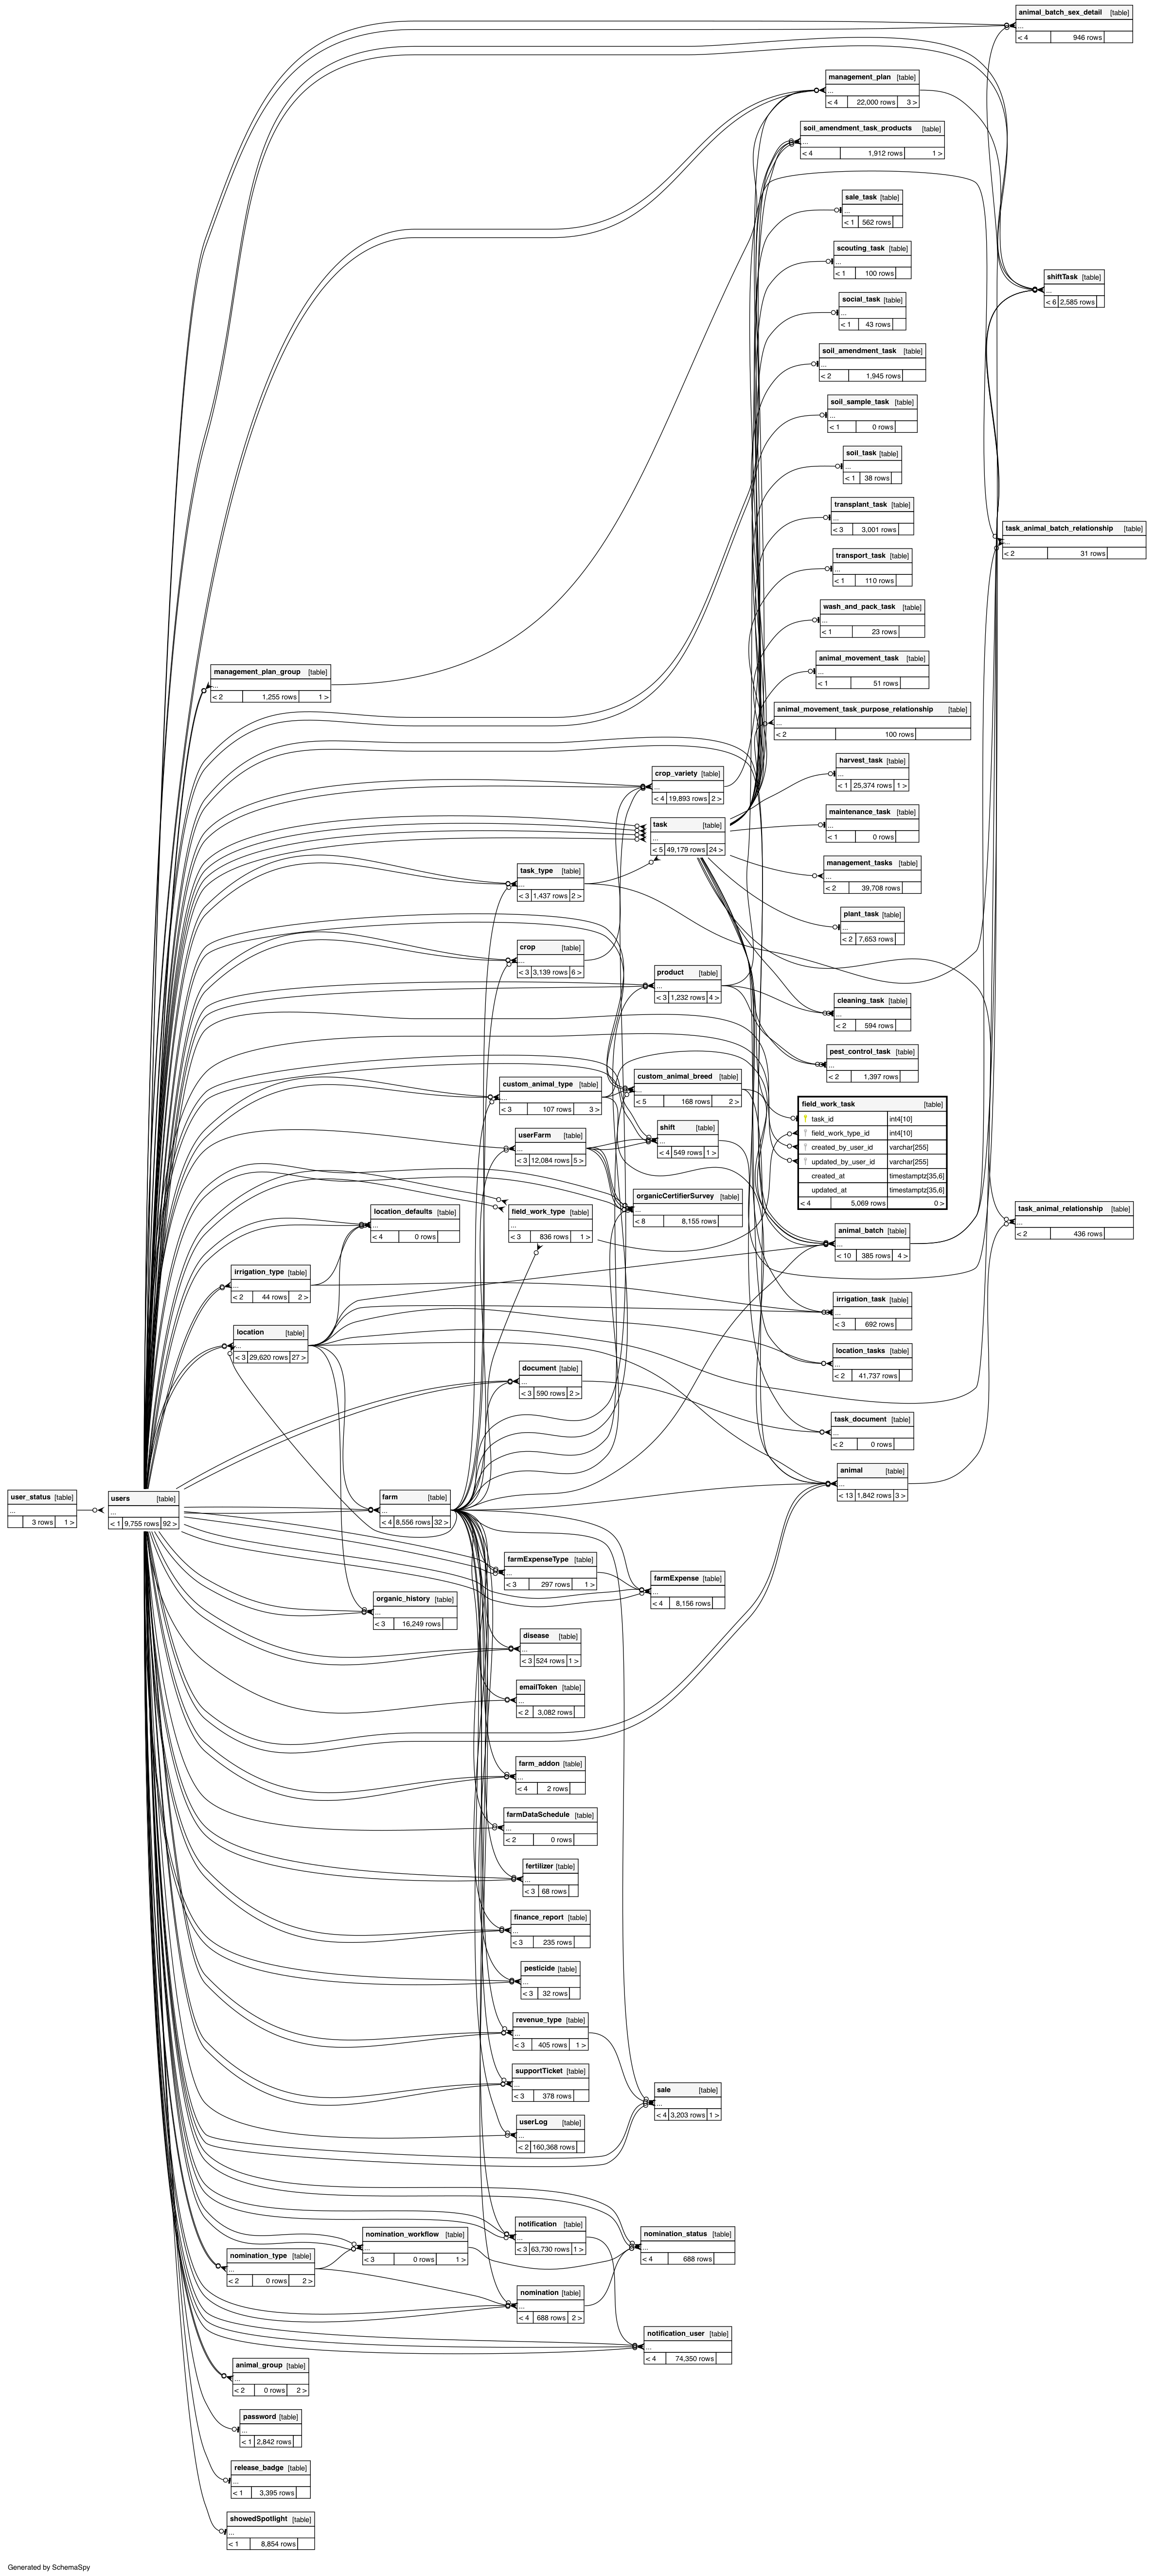 animal_batch_sex_detail [table]
...
< 4 946 rows
management_plan [table]
...
< 4 22,000 rows 3 >
soil_amendment_task_products [table]
...
< 4 1,912 rows 1 >
sale_task [table]
...
< 1 562 rows
scouting_task [table]
...
< 1 100 rows
shiftTask [table]
...
< 6 2,585 rows
social_task [table]
...
< 1 43 rows
soil_amendment_task [table]
...
< 2 1,945 rows
soil_sample_task [table]
...
< 1 0 rows
soil_task [table]
...
< 1 38 rows
transplant_task [table]
...
< 3 3,001 rows
task_animal_batch_relationship [table]
...
< 2 31 rows
transport_task [table]
...
< 1 110 rows
wash_and_pack_task [table]
...
< 1 23 rows
animal_movement_task [table]
...
< 1 51 rows
management_plan_group [table]
...
< 2 1,255 rows 1 >
animal_movement_task_purpose_relationship [table]
...
< 2 100 rows
harvest_task [table]
...
< 1 25,374 rows 1 >
crop_variety [table]
...
< 4 19,893 rows 2 >
maintenance_task [table]
...
< 1 0 rows
task [table]
...
< 5 49,179 rows 24 >
management_tasks [table]
...
< 2 39,708 rows
task_type [table]
...
< 3 1,437 rows 2 >
plant_task [table]
...
< 2 7,653 rows
crop [table]
...
< 3 3,139 rows 6 >
product [table]
...
< 3 1,232 rows 4 >
cleaning_task [table]
...
< 2 594 rows
pest_control_task [table]
...
< 2 1,397 rows
custom_animal_type [table]
...
< 3 107 rows 3 >
custom_animal_breed [table]
...
< 5 168 rows 2 >
field_work_task [table]
task_id int4[10]
field_work_type_id int4[10]
created_by_user_id varchar[255]
updated_by_user_id varchar[255]
created_at timestamptz[35,6]
updated_at timestamptz[35,6]
< 4 5,069 rows 0 >
userFarm [table]
...
< 3 12,084 rows 5 >
shift [table]
...
< 4 549 rows 1 >
organicCertifierSurvey [table]
...
< 8 8,155 rows
location_defaults [table]
...
< 4 0 rows
field_work_type [table]
...
< 3 836 rows 1 >
task_animal_relationship [table]
...
< 2 436 rows
animal_batch [table]
...
< 10 385 rows 4 >
irrigation_type [table]
...
< 2 44 rows 2 >
irrigation_task [table]
...
< 3 692 rows
location [table]
...
< 3 29,620 rows 27 >
location_tasks [table]
...
< 2 41,737 rows
document [table]
...
< 3 590 rows 2 >
task_document [table]
...
< 2 0 rows
animal [table]
...
< 13 1,842 rows 3 >
user_status [table]
...
3 rows 1 >
users [table]
...
< 1 9,755 rows 92 >
farm [table]
...
< 4 8,556 rows 32 >
farmExpenseType [table]
...
< 3 297 rows 1 >
farmExpense [table]
...
< 4 8,156 rows
organic_history [table]
...
< 3 16,249 rows
disease [table]
...
< 3 524 rows 1 >
emailToken [table]
...
< 2 3,082 rows
farm_addon [table]
...
< 4 2 rows
farmDataSchedule [table]
...
< 2 0 rows
fertilizer [table]
...
< 3 68 rows
finance_report [table]
...
< 3 235 rows
pesticide [table]
...
< 3 32 rows
revenue_type [table]
...
< 3 405 rows 1 >
supportTicket [table]
...
< 3 378 rows
sale [table]
...
< 4 3,203 rows 1 >
userLog [table]
...
< 2 160,368 rows
notification [table]
...
< 3 63,730 rows 1 >
nomination_workflow [table]
...
< 3 0 rows 1 >
nomination_status [table]
...
< 4 688 rows
nomination_type [table]
...
< 2 0 rows 2 >
nomination [table]
...
< 4 688 rows 2 >
notification_user [table]
...
< 4 74,350 rows
animal_group [table]
...
< 2 0 rows 2 >
password [table]
...
< 1 2,842 rows
release_badge [table]
...
< 1 3,395 rows
showedSpotlight [table]
...
< 1 8,854 rows
Generated by SchemaSpy